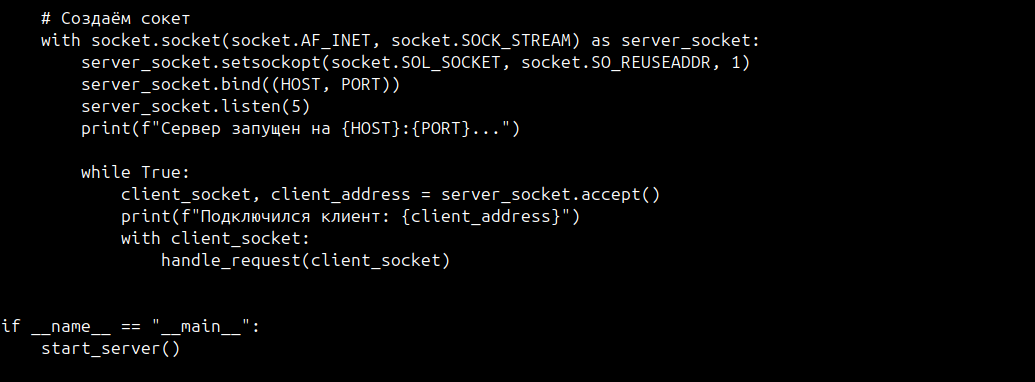 # Создаём сокет
with socket.socket(socket.AF_INET, socket.SOCK_STREAM) as server_socket:
server_socket.setsockopt(socket.SOL_SOCKET, socket.SO_REUSEADDR, 1)
server_socket.bind((HOST, PORT))
server_socket.listen(5)
print(f"Сервер запущен на {HOST}:{PORT}...")
while True:
client_socket, client_address = server_socket.accept()
print(f"Подключился клиент: {client_address}")
with client_socket:
handle_request(client_socket)
if __name__ == "__main__":
start_server()